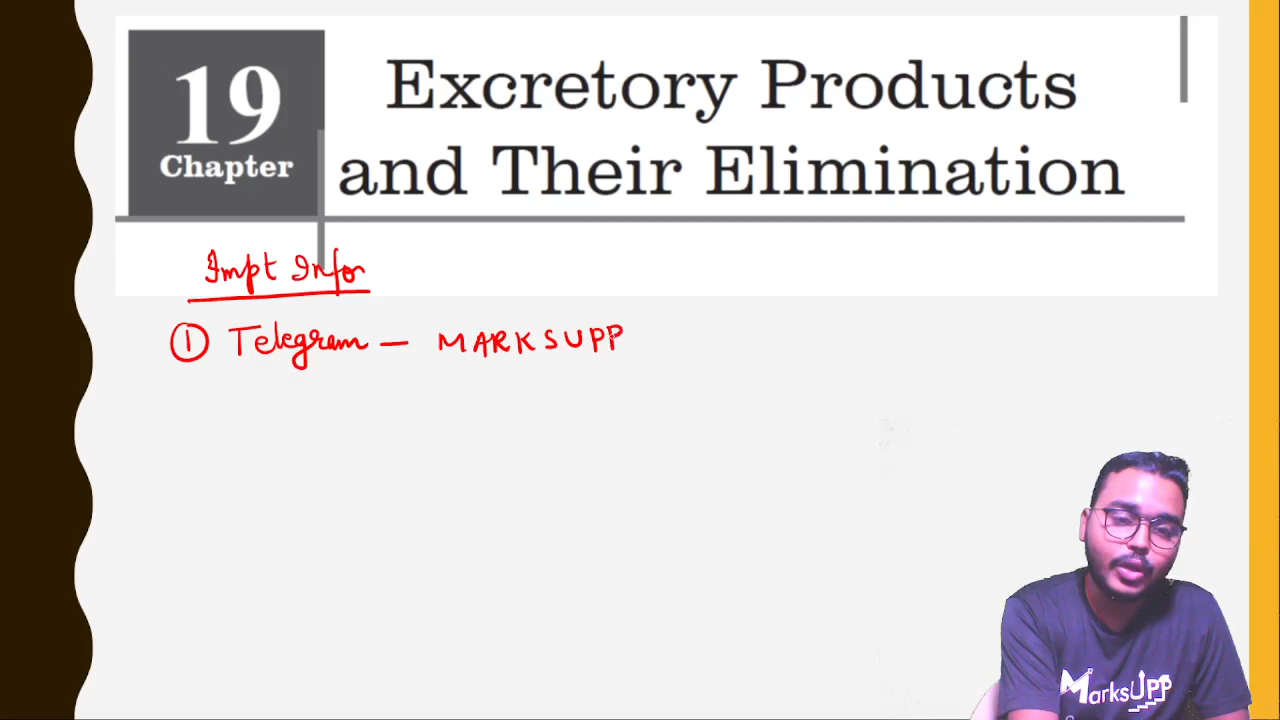 19
Chapter
Excretory Products
and Their Elimination
Impt Infor
① Telegram — MARKSUPP
MarksUPP